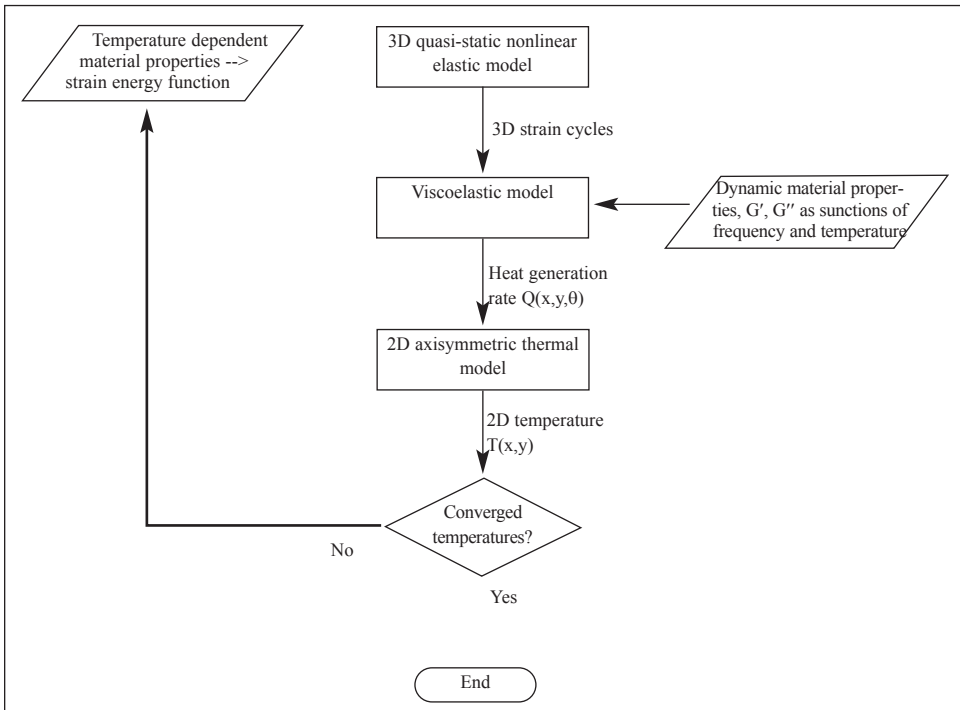 Temperature dependent
material properties -->
strain energy function
3D quasi-static nonlinear
elastic model
3D strain cycles
Viscoelastic model
Dynamic material proper-
ties, G′, G′′ as sunctions of
frequency and temperature
Heat generation
rate Q(x,y,θ)
2D axisymmetric thermal
model
2D temperature
T(x,y)
Converged
temperatures?
No
Yes
End